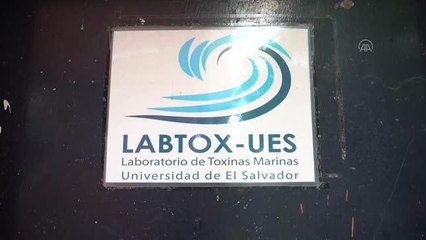 LABTOX-UES
Laboratorio de Toxinas Marinas
Universidad de El Salvador